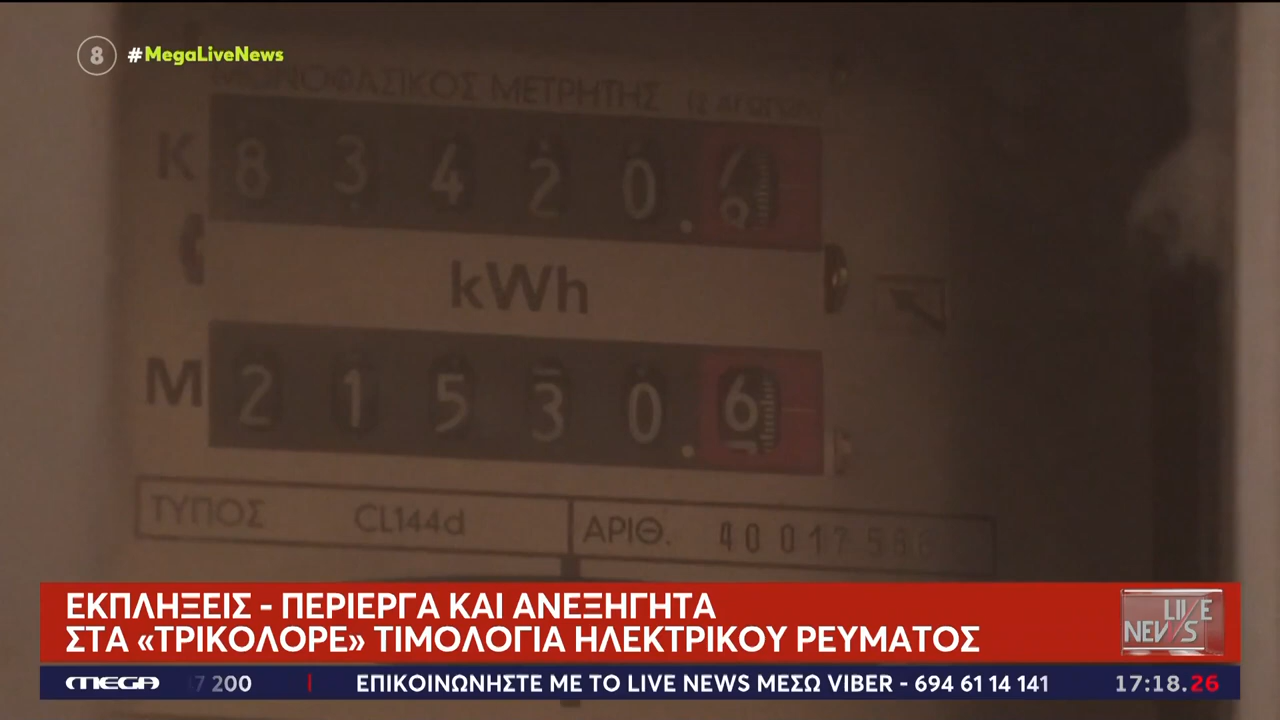 8 #MegaLiveNews
ΜΟΝΟΦΑΣΙΚΟΣ ΜΕΤΡΗΤΗΣ
Κ 8 3 4 2 0 .
kWh
Μ 2 1 5 3 0 . 6
ΤΥΠΟΣ CL144d ΑΡΙΘ.
ΕΚΠΛΗΞΕΙΣ - ΠΕΡΙΕΡΓΑ ΚΑΙ ΑΝΕΞΗΓΗΤΑ
ΣΤΑ «ΤΡΙΚΟΛΟΡΕ» ΤΙΜΟΛΟΓΙΑ ΗΛΕΚΤΡΙΚΟΥ ΡΕΥΜΑΤΟΣ
LIVE
NEWS
MEGA 7 200 | ΕΠΙΚΟΙΝΩΝΗΣΤΕ ΜΕ ΤΟ LIVE NEWS ΜΕΣΩ VIBER - 694 61 14 141 17:18.26